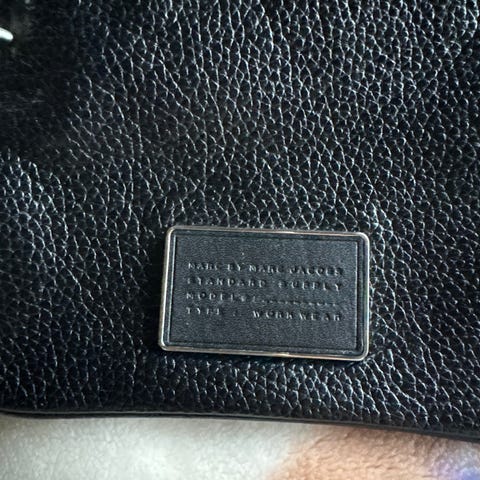 MARC BY MARC JACOBS
STANDARD SUPPLY
MODEL#/..........
TYPE : WORKWEAR